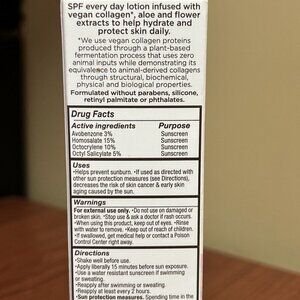 SPF every day lotion infused with
vegan collagen*, aloe and flower
extracts to help hydrate and
protect skin daily.
*We use vegan collagen proteins
produced through a plant-based
fermentation process that uses zero
animal inputs while demonstrating its
equivalence to animal-derived collagens
through structural, biochemical,
physical and biological properties.
Formulated without parabens, silicone,
retinyl palmitate or phthalates.
Drug Facts
Active ingredients Purpose
Avobenzone 3% Sunscreen
Homosalate 15% Sunscreen
Octocrylene 10% Sunscreen
Octyl Salicylate 5% Sunscreen
Uses
•Helps prevent sunburn. •If used as directed with
other sun protection measures (see Directions),
decreases the risk of skin cancer & early skin
aging caused by the sun.
Warnings
For external use only. •Do not use on damaged or
broken skin. •Stop use & ask a doctor if rash occurs.
•When using this product, keep out of eyes. •Rinse
with water to remove. •Keep out of reach of children.
•If swallowed, get medical help or contact a Poison
Control Center right away.
Directions
•Shake well before use.
•Apply liberally 15 minutes before sun exposure.
•Use a water resistant sunscreen if swimming
or sweating.
•Reapply after swimming or sweating.
•Reapply at least every 2 hours.
•Sun protection measures. Spending time in the